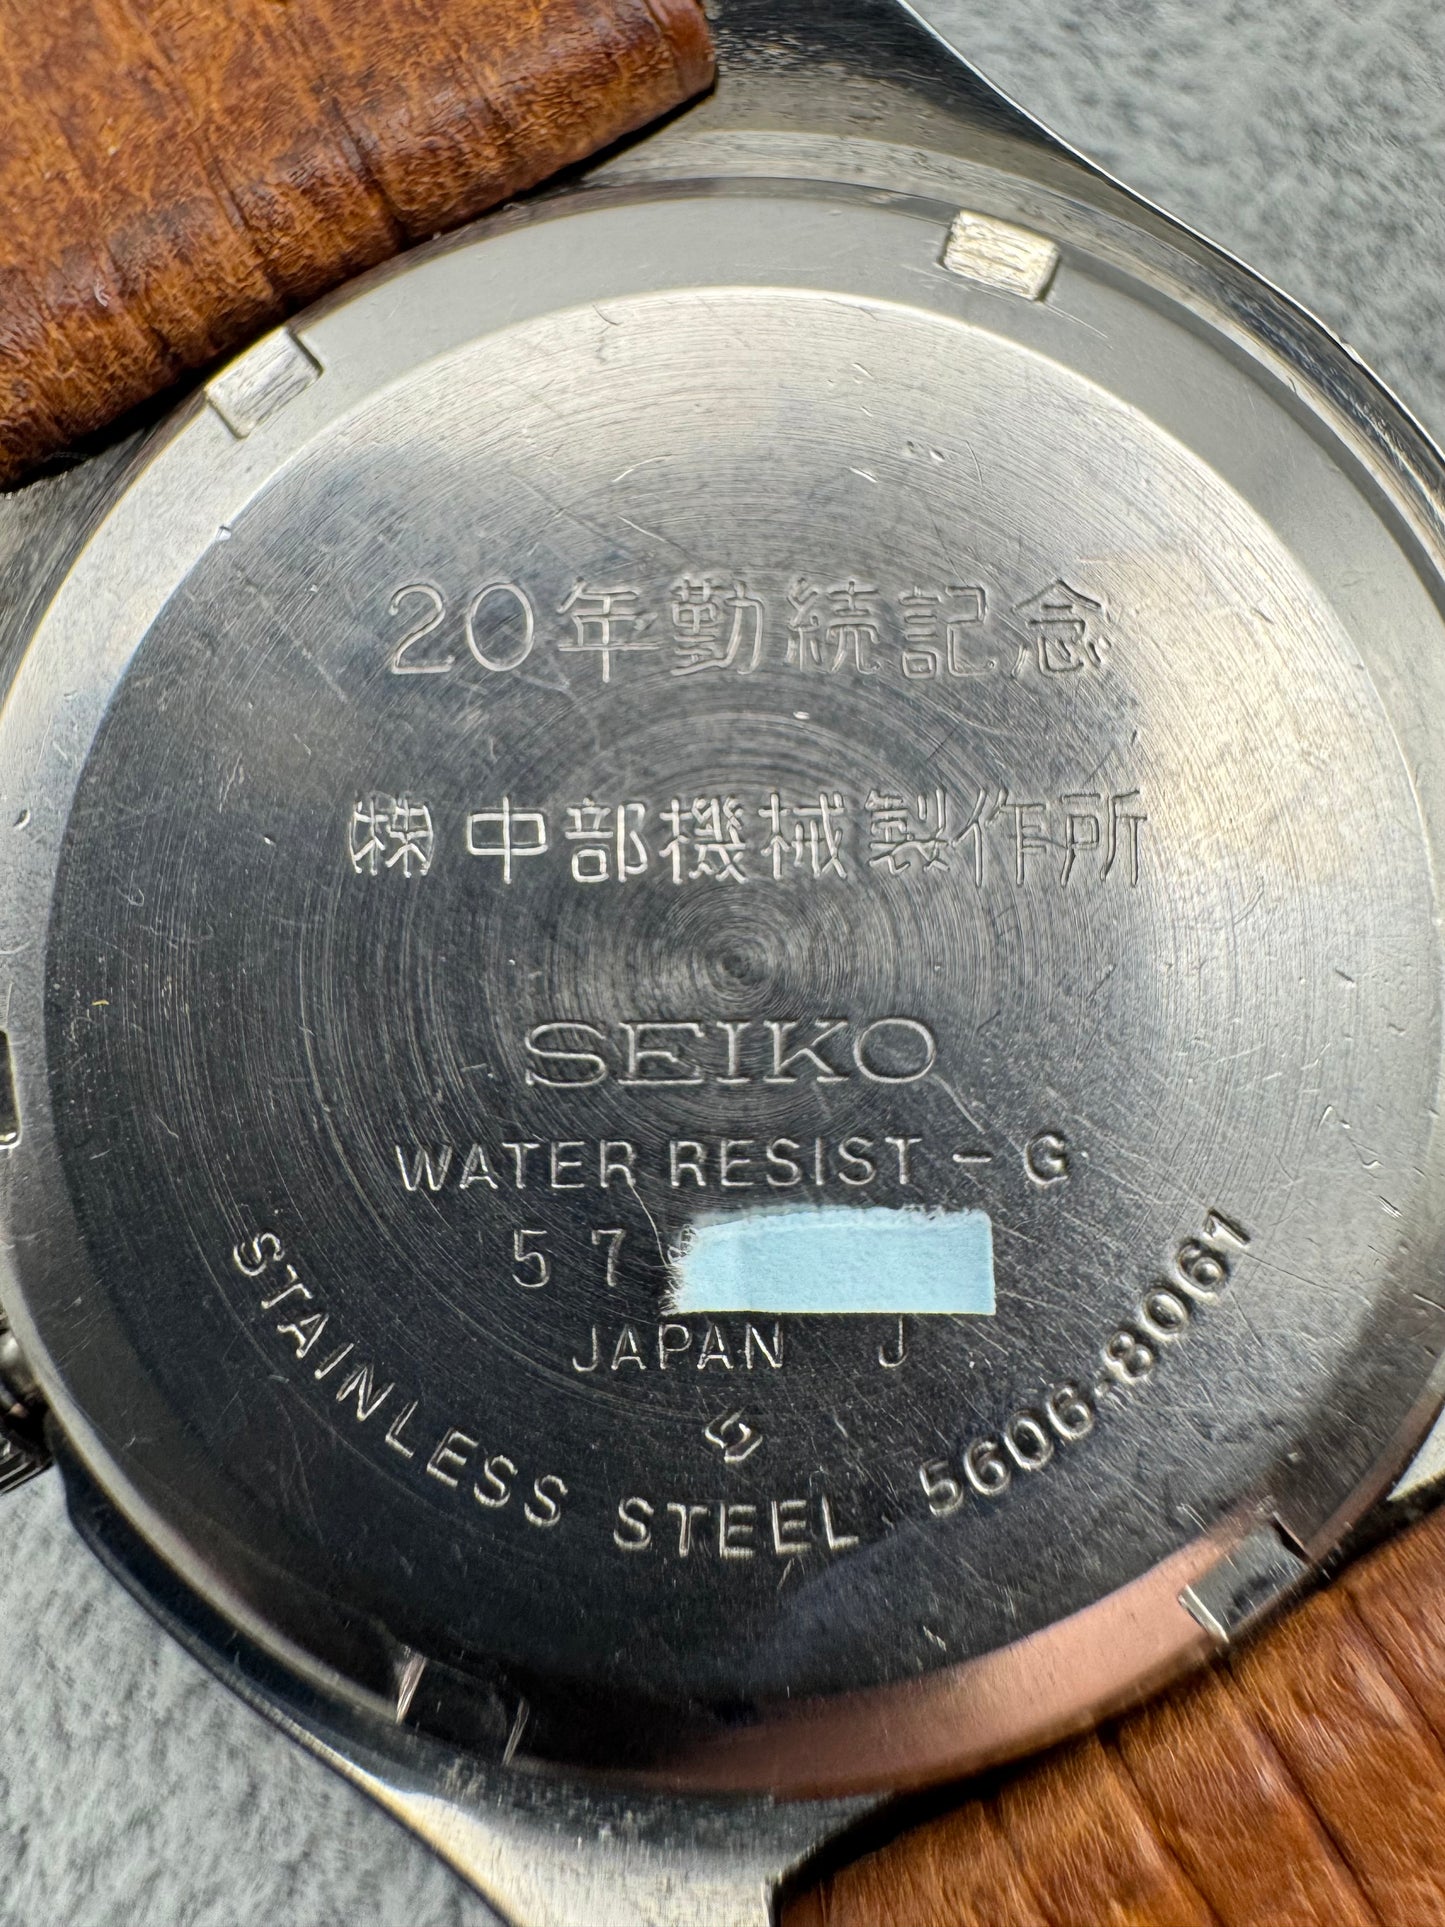 20年勤続記念
㈱中部機械製作所
SEIKO
WATER RESIST - G
57
JAPAN J
STAINLESS STEEL 5606-8061